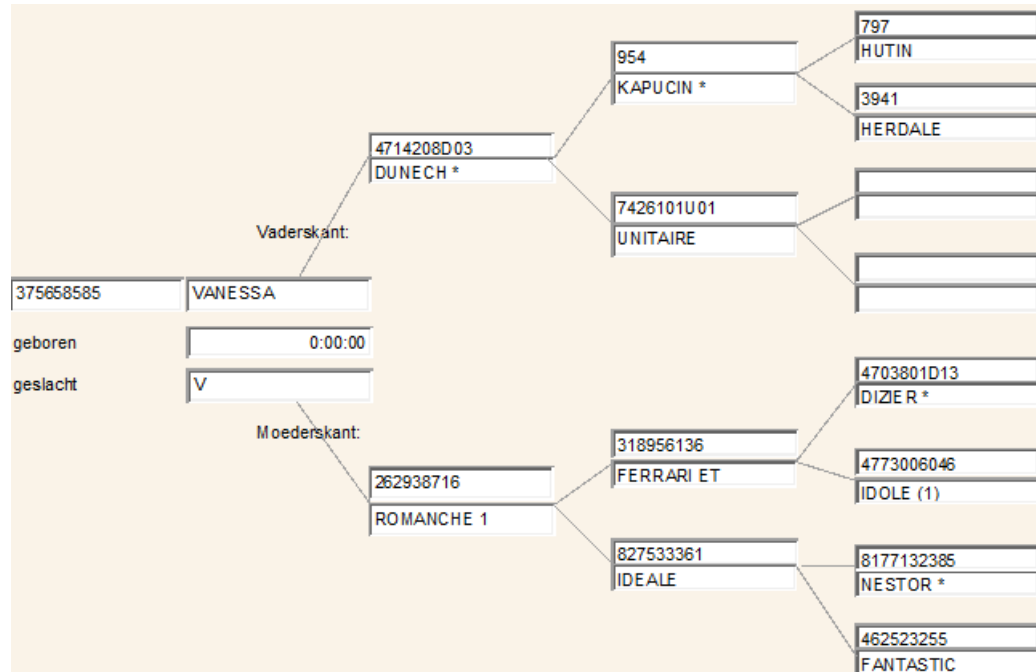 797
HUTIN
954
KAPUCIN *
3941
HERDALE
4714208D03
DUNECH *
7426101U01
UNITAIRE
Vaderskant:
375658585 VANESSA
geboren 0:00:00
geslacht V
Moederskant:
4703801D13
DIZIER *
318956136
FERRARI ET
4773006046
IDOLE (1)
262938716
ROMANCHE 1
827533361
IDEALE
8177132385
NESTOR *
462523255
FANTASTIC